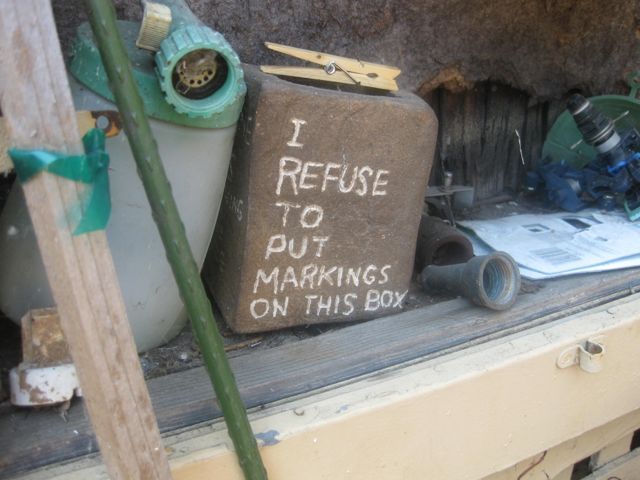 I
REFUSE
TO
PUT
MARKINGS
ON THIS BOX